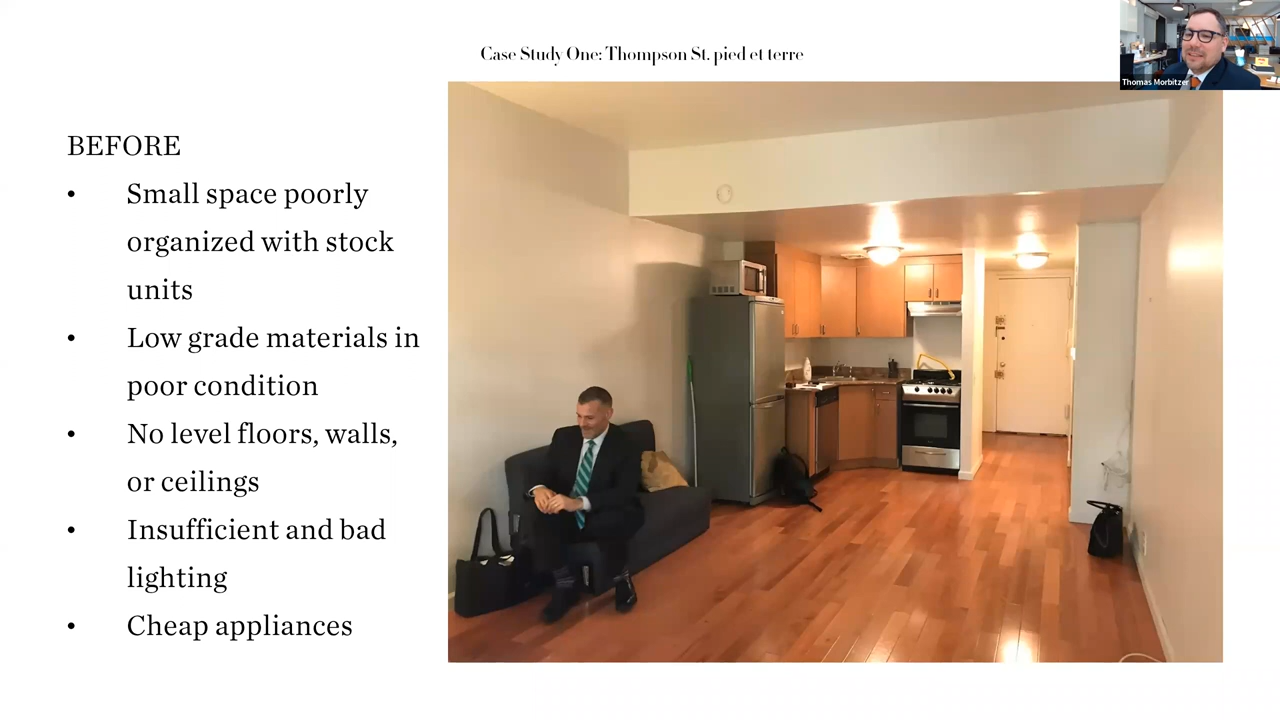 Case Study One: Thompson St. pied et terre
Thomas Morbitzer
BEFORE
• Small space poorly
organized with stock
units
• Low grade materials in
poor condition
• No level floors, walls,
or ceilings
• Insufficient and bad
lighting
• Cheap appliances